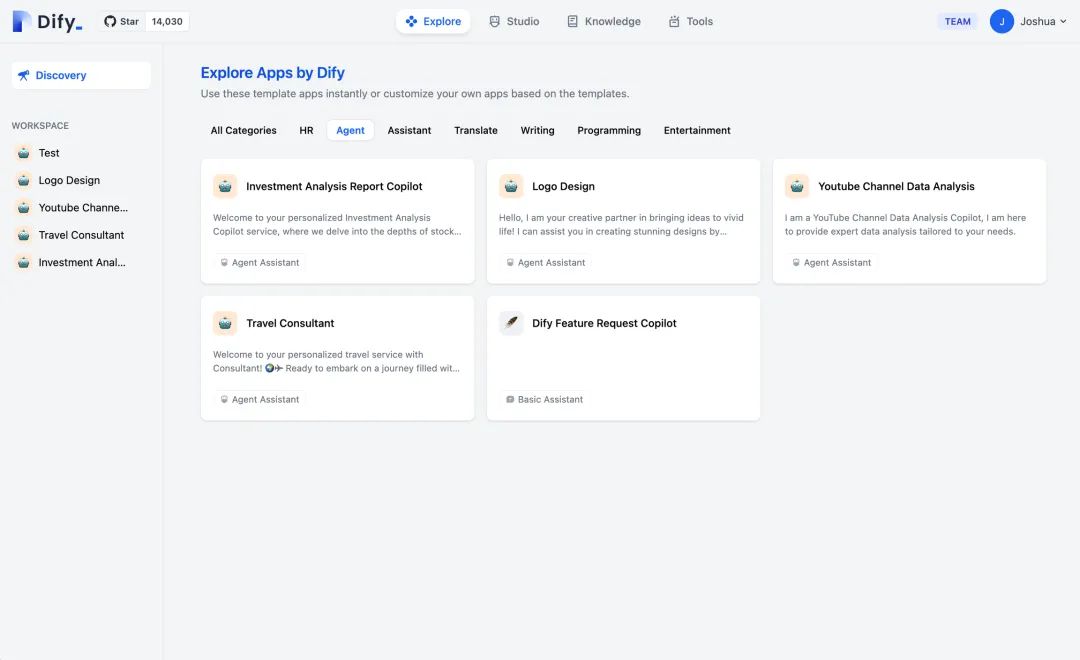 Dify_
Star 14,030
Explore
Studio
Knowledge
Tools
TEAM
J
Joshua
Discovery
WORKSPACE
Test
Logo Design
Youtube Channe...
Travel Consultant
Investment Anal...
Explore Apps by Dify
Use these template apps instantly or customize your own apps based on the templates.
All Categories
HR
Agent
Assistant
Translate
Writing
Programming
Entertainment
Investment Analysis Report Copilot
Welcome to your personalized Investment Analysis
Copilot service, where we delve into the depths of stock...
Agent Assistant
Logo Design
Hello, I am your creative partner in bringing ideas to vivid
life! I can assist you in creating stunning designs by...
Agent Assistant
Youtube Channel Data Analysis
I am a YouTube Channel Data Analysis Copilot, I am here
to provide expert data analysis tailored to your needs.
Agent Assistant
Travel Consultant
Welcome to your personalized travel service with
Consultant! 🌍✈ Ready to embark on a journey filled wit...
Agent Assistant
Dify Feature Request Copilot
Basic Assistant